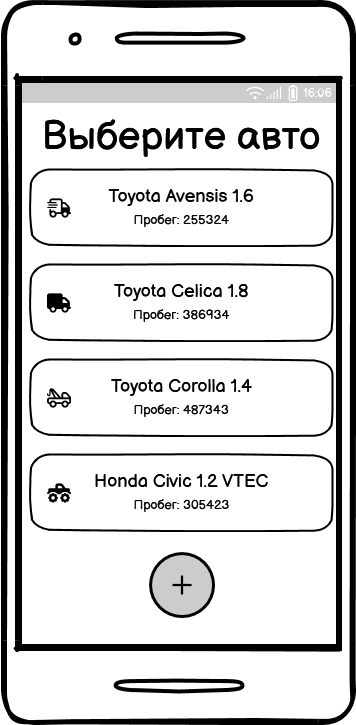 16:06
Выберите авто
Toyota Avensis 1.6
Пробег: 255324
Toyota Celica 1.8
Пробег: 386934
Toyota Corolla 1.4
Пробег: 487343
Honda Civic 1.2 VTEC
Пробег: 305423
+